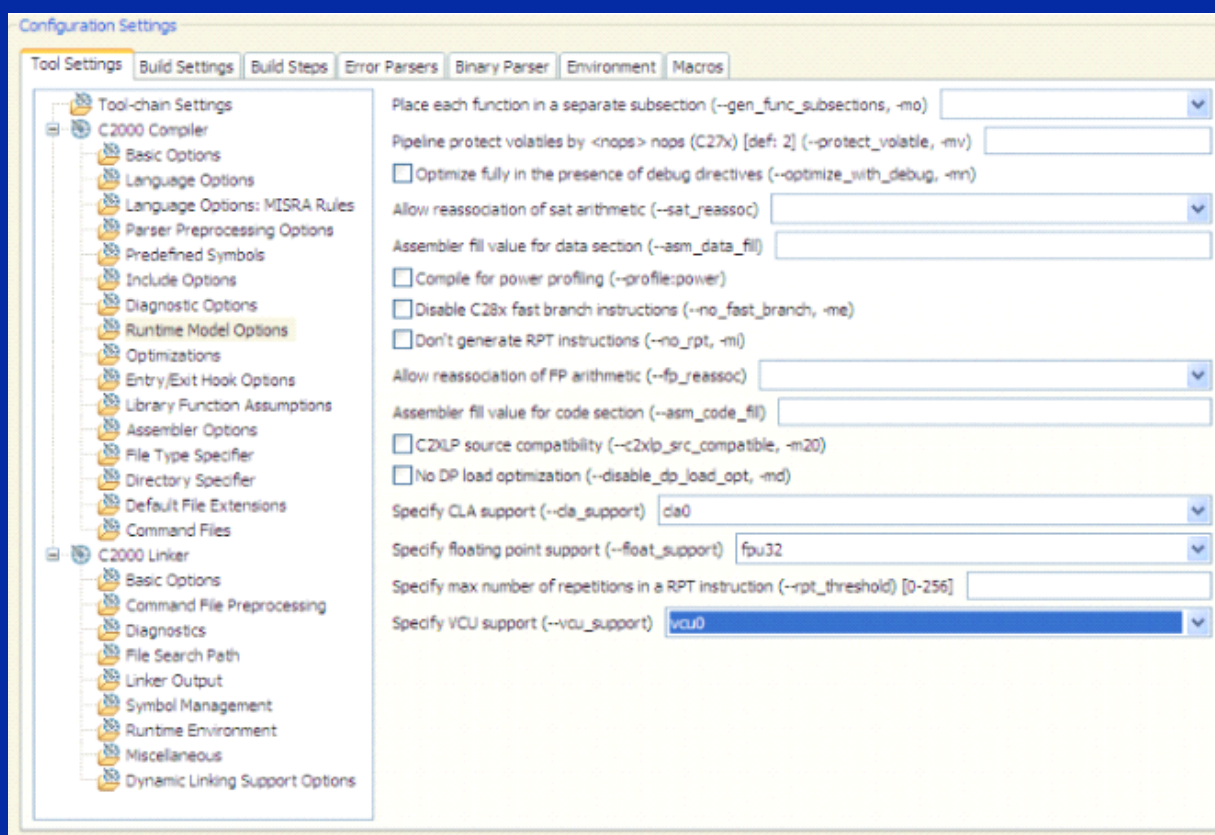 Configuration Settings
Tool Settings Build Settings Build Steps Error Parsers Binary Parser Environment Macros
Tool-chain Settings
C2000 Compiler
Basic Options
Language Options
Language Options: MISRA Rules
Parser Preprocessing Options
Predefined Symbols
Include Options
Diagnostic Options
Runtime Model Options
Optimizations
Entry/Exit Hook Options
Library Function Assumptions
Assembler Options
File Type Specifier
Directory Specifier
Default File Extensions
Command Files
C2000 Linker
Basic Options
Command File Preprocessing
Diagnostics
File Search Path
Linker Output
Symbol Management
Runtime Environment
Miscellaneous
Dynamic Linking Support Options
Place each function in a separate subsection (--gen_func_subsections, -mo)
Pipeline protect volatiles by <nops> nops (C27x) [def: 2] (--protect_volatile, -mv)
Optimize fully in the presence of debug directives (--optimize_with_debug, -mn)
Allow reassociation of sat arithmetic (--sat_reassoc)
Assembler fill value for data section (--asm_data_fill)
Compile for power profiling (--profile:power)
Disable C28x fast branch instructions (--no_fast_branch, -me)
Don't generate RPT instructions (--no_rpt, -mi)
Allow reassociation of FP arithmetic (--fp_reassoc)
Assembler fill value for code section (--asm_code_fill)
C2XLP source compatibility (--c2xlp_src_compatible, -m20)
No DP load optimization (--disable_dp_load_opt, -md)
Specify CLA support (--cla_support) cla0
Specify floating point support (--float_support) fpu32
Specify max number of repetitions in a RPT instruction (--rpt_threshold) [0-256]
Specify VCU support (--vcu_support) vcu0